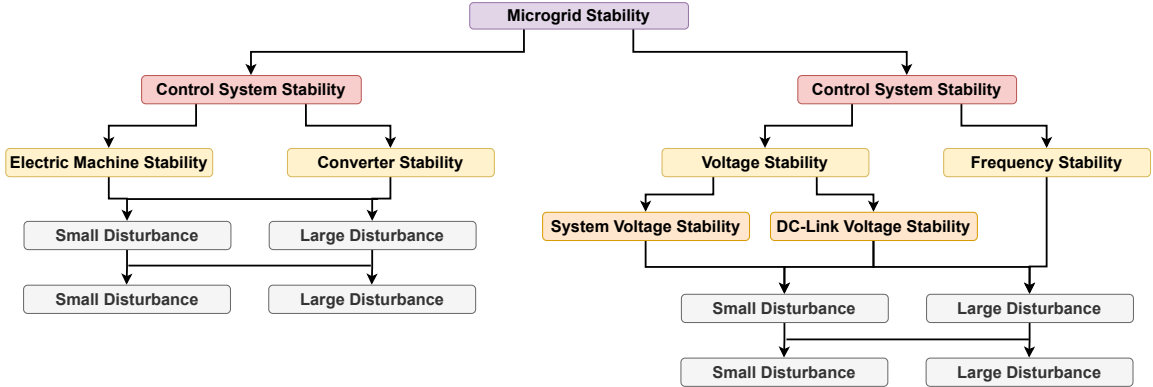 Microgrid Stability
Control System Stability
Control System Stability
Electric Machine Stability
Converter Stability
Voltage Stability
Frequency Stability
System Voltage Stability
DC-Link Voltage Stability
Small Disturbance
Large Disturbance
Small Disturbance
Large Disturbance
Small Disturbance
Large Disturbance
Small Disturbance
Large Disturbance